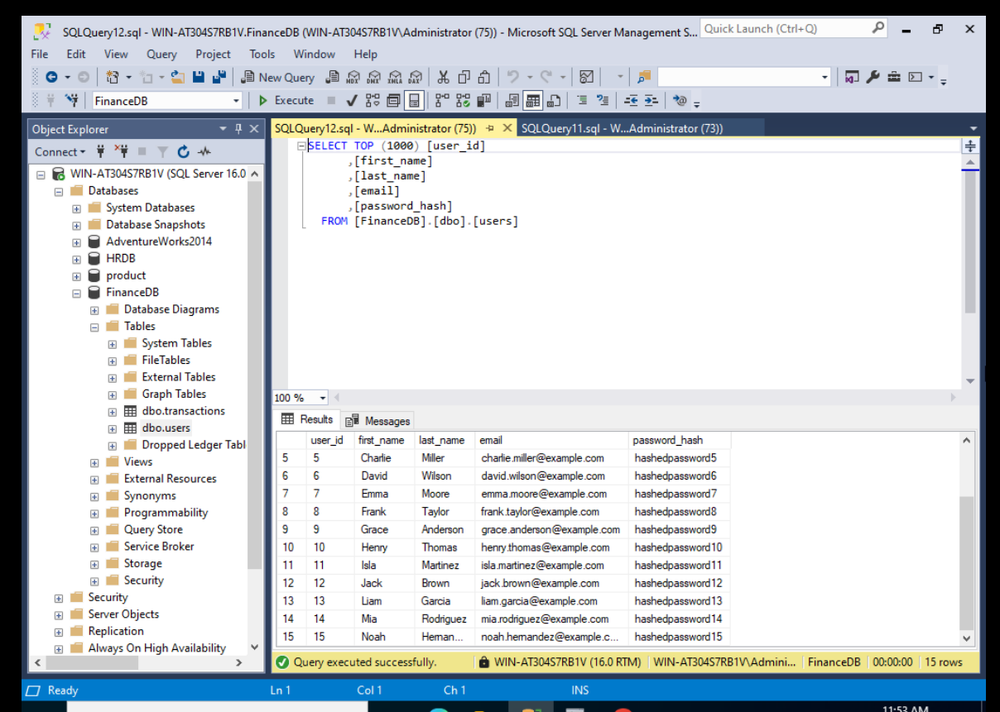 SQLQuery12.sql - WIN-AT304S7RB1V.FinanceDB (WIN-AT304S7RB1V\Administrator (75)) - Microsoft SQL Server Management S...
Quick Launch (Ctrl+Q)
File Edit View Query Project Tools Window Help
New Query MDX DMX XMLA DAX
FinanceDB Execute
Object Explorer
SQLQuery12.sql - W...Administrator (75)) SQLQuery11.sql - W...Administrator (73))
Connect
WIN-AT304S7RB1V (SQL Server 16.0
Databases
System Databases
Database Snapshots
AdventureWorks2014
HRDB
product
FinanceDB
Database Diagrams
Tables
System Tables
FileTables
External Tables
Graph Tables
dbo.transactions
dbo.users
Dropped Ledger Tabl
Views
External Resources
Synonyms
Programmability
Query Store
Service Broker
Storage
Security
Security
Server Objects
Replication
Always On High Availability
SELECT TOP (1000) [user_id]
,[first_name]
,[last_name]
,[email]
,[password_hash]
FROM [FinanceDB].[dbo].[users]
100 %
Results Messages
user_id first_name last_name email password_hash
5 5 Charlie Miller charlie.miller@example.com hashedpassword5
6 6 David Wilson david.wilson@example.com hashedpassword6
7 7 Emma Moore emma.moore@example.com hashedpassword7
8 8 Frank Taylor frank.taylor@example.com hashedpassword8
9 9 Grace Anderson grace.anderson@example.com hashedpassword9
10 10 Henry Thomas henry.thomas@example.com hashedpassword10
11 11 Isla Martinez isla.martinez@example.com hashedpassword11
12 12 Jack Brown jack.brown@example.com hashedpassword12
13 13 Liam Garcia liam.garcia@example.com hashedpassword13
14 14 Mia Rodriguez mia.rodriguez@example.com hashedpassword14
15 15 Noah Hernan... noah.hernandez@example.c... hashedpassword15
Query executed successfully. WIN-AT304S7RB1V (16.0 RTM) WIN-AT304S7RB1V\Admini... FinanceDB 00:00:00 15 rows
Ready Ln 1 Col 1 Ch 1 INS
11:53 AM